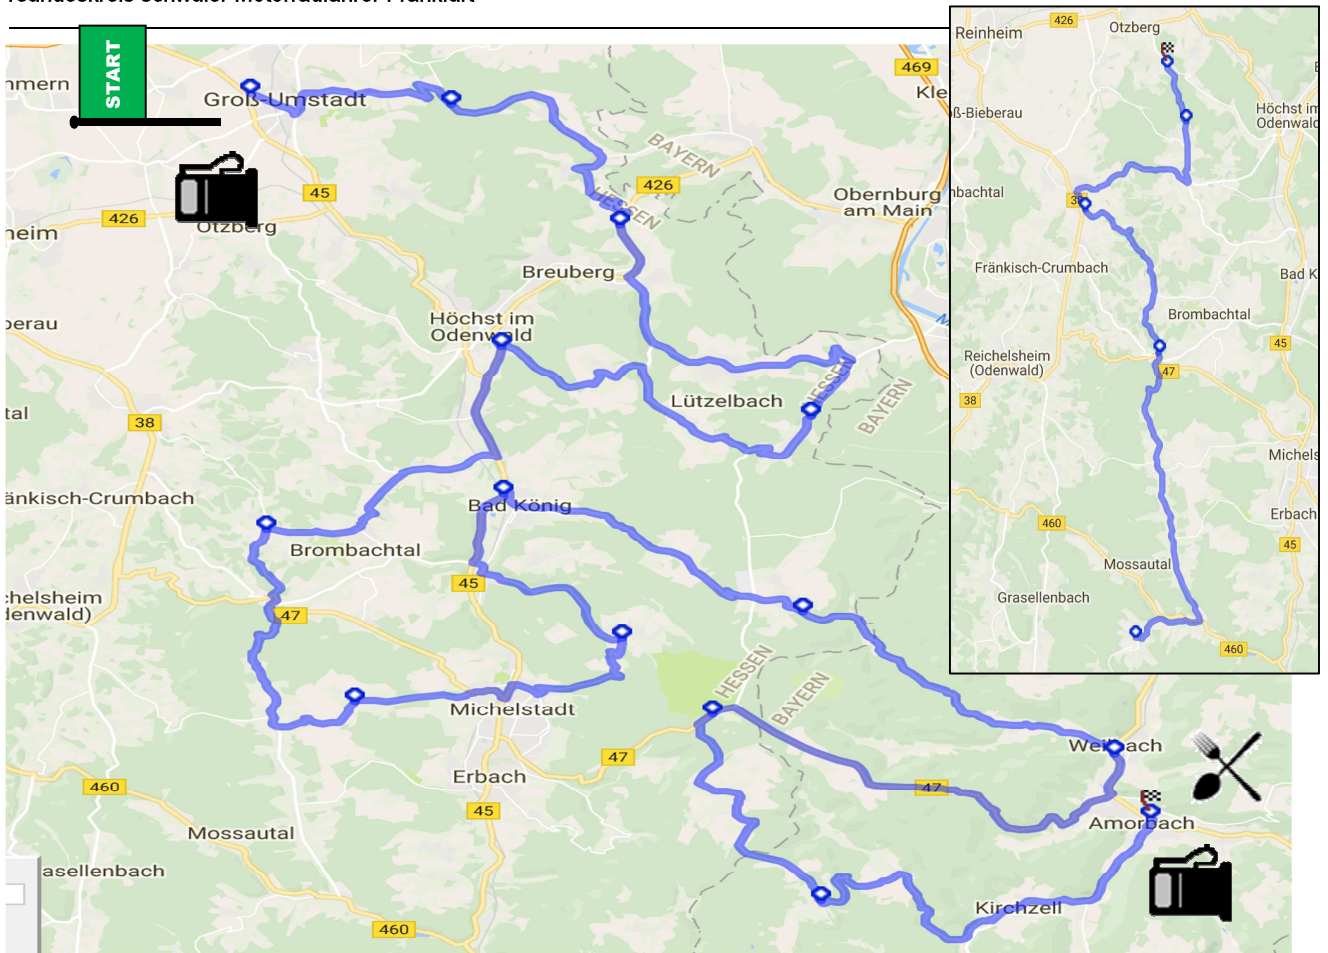 START
mmern
Groß-Umstadt
469
Kle
BAYERN
45
426
HESSEN
Obernburg
am Main
426
Otzberg
heim
Breuberg
Höchst im
Odenwald
berau
HESSEN
Lützelbach
BAYERN
tal
38
änkisch-Crumbach
Bad König
Brombachtal
45
chelsheim
denwald)
47
HESSEN
BAYERN
Michelstadt
Weilbach
47
Erbach
460
47
45
Amorbach
Mossautal
asellenbach
Kirchzell
460
426
Reinheim
Otzberg
ß-Bieberau
Höchst im
Odenwald
nbachtal
38
Fränkisch-Crumbach
Bad K
Brombachtal
45
Reichelsheim
(Odenwald)
47
38
Michels
460
Erbach
45
Mossautal
Grasellenbach
460